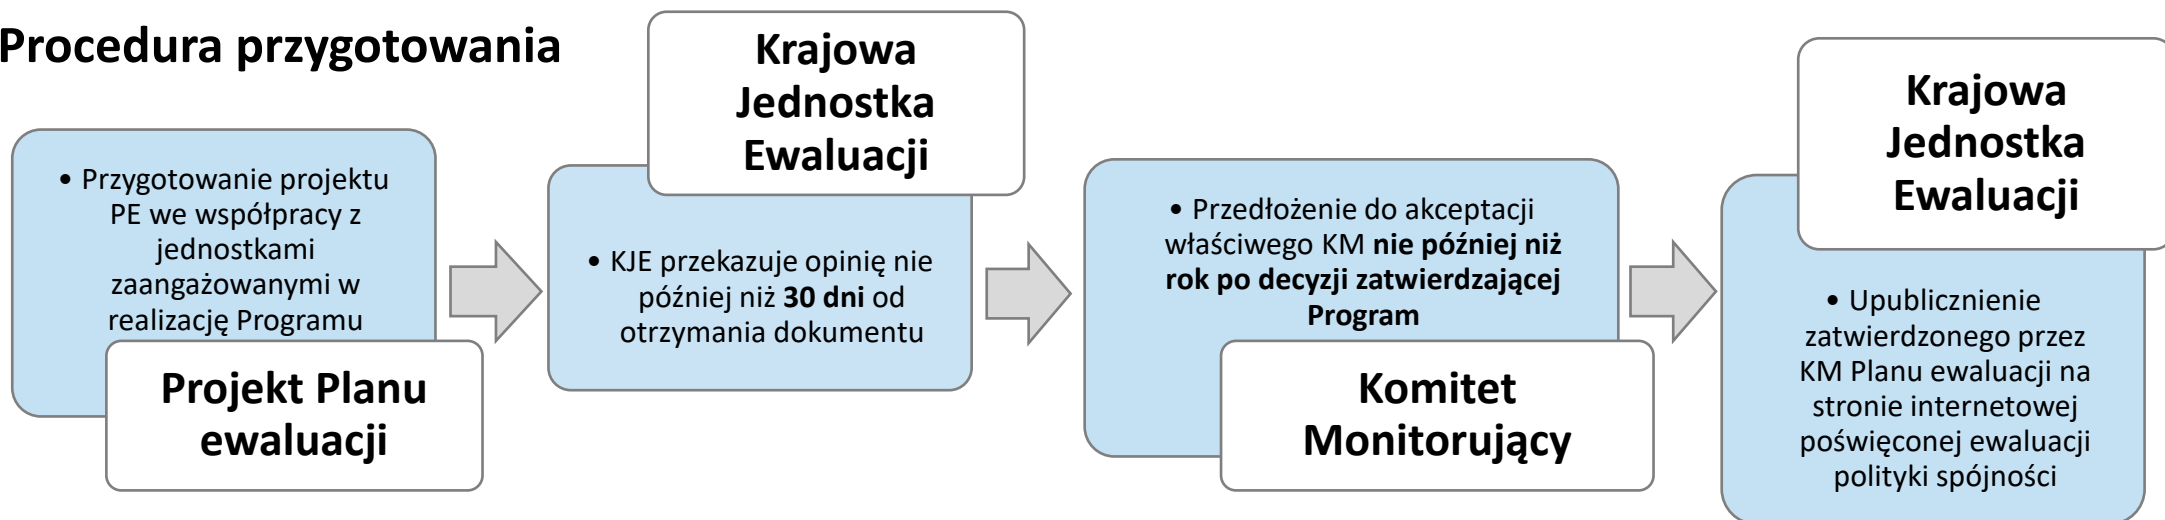 Procedura przygotowania
• Przygotowanie projektu
PE we współpracy z
jednostkami
zaangażowanymi w
realizację Programu
Projekt Planu
ewaluacji
Krajowa
Jednostka
Ewaluacji
• KJE przekazuje opinię nie
później niż 30 dni od
otrzymania dokumentu
• Przedłożenie do akceptacji
właściwego KM nie później niż
rok po decyzji zatwierdzającej
Program
Komitet
Monitorujący
Krajowa
Jednostka
Ewaluacji
• Upublicznienie
zatwierdzonego przez
KM Planu ewaluacji na
stronie internetowej
poświęconej ewaluacji
polityki spójności